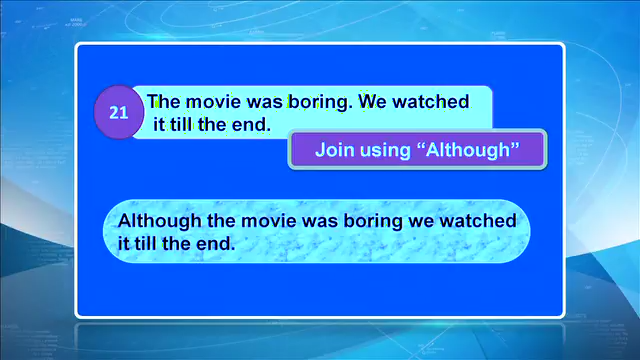 21
The movie was boring. We watched
it till the end.
Join using “Although”
Although the movie was boring we watched
it till the end.